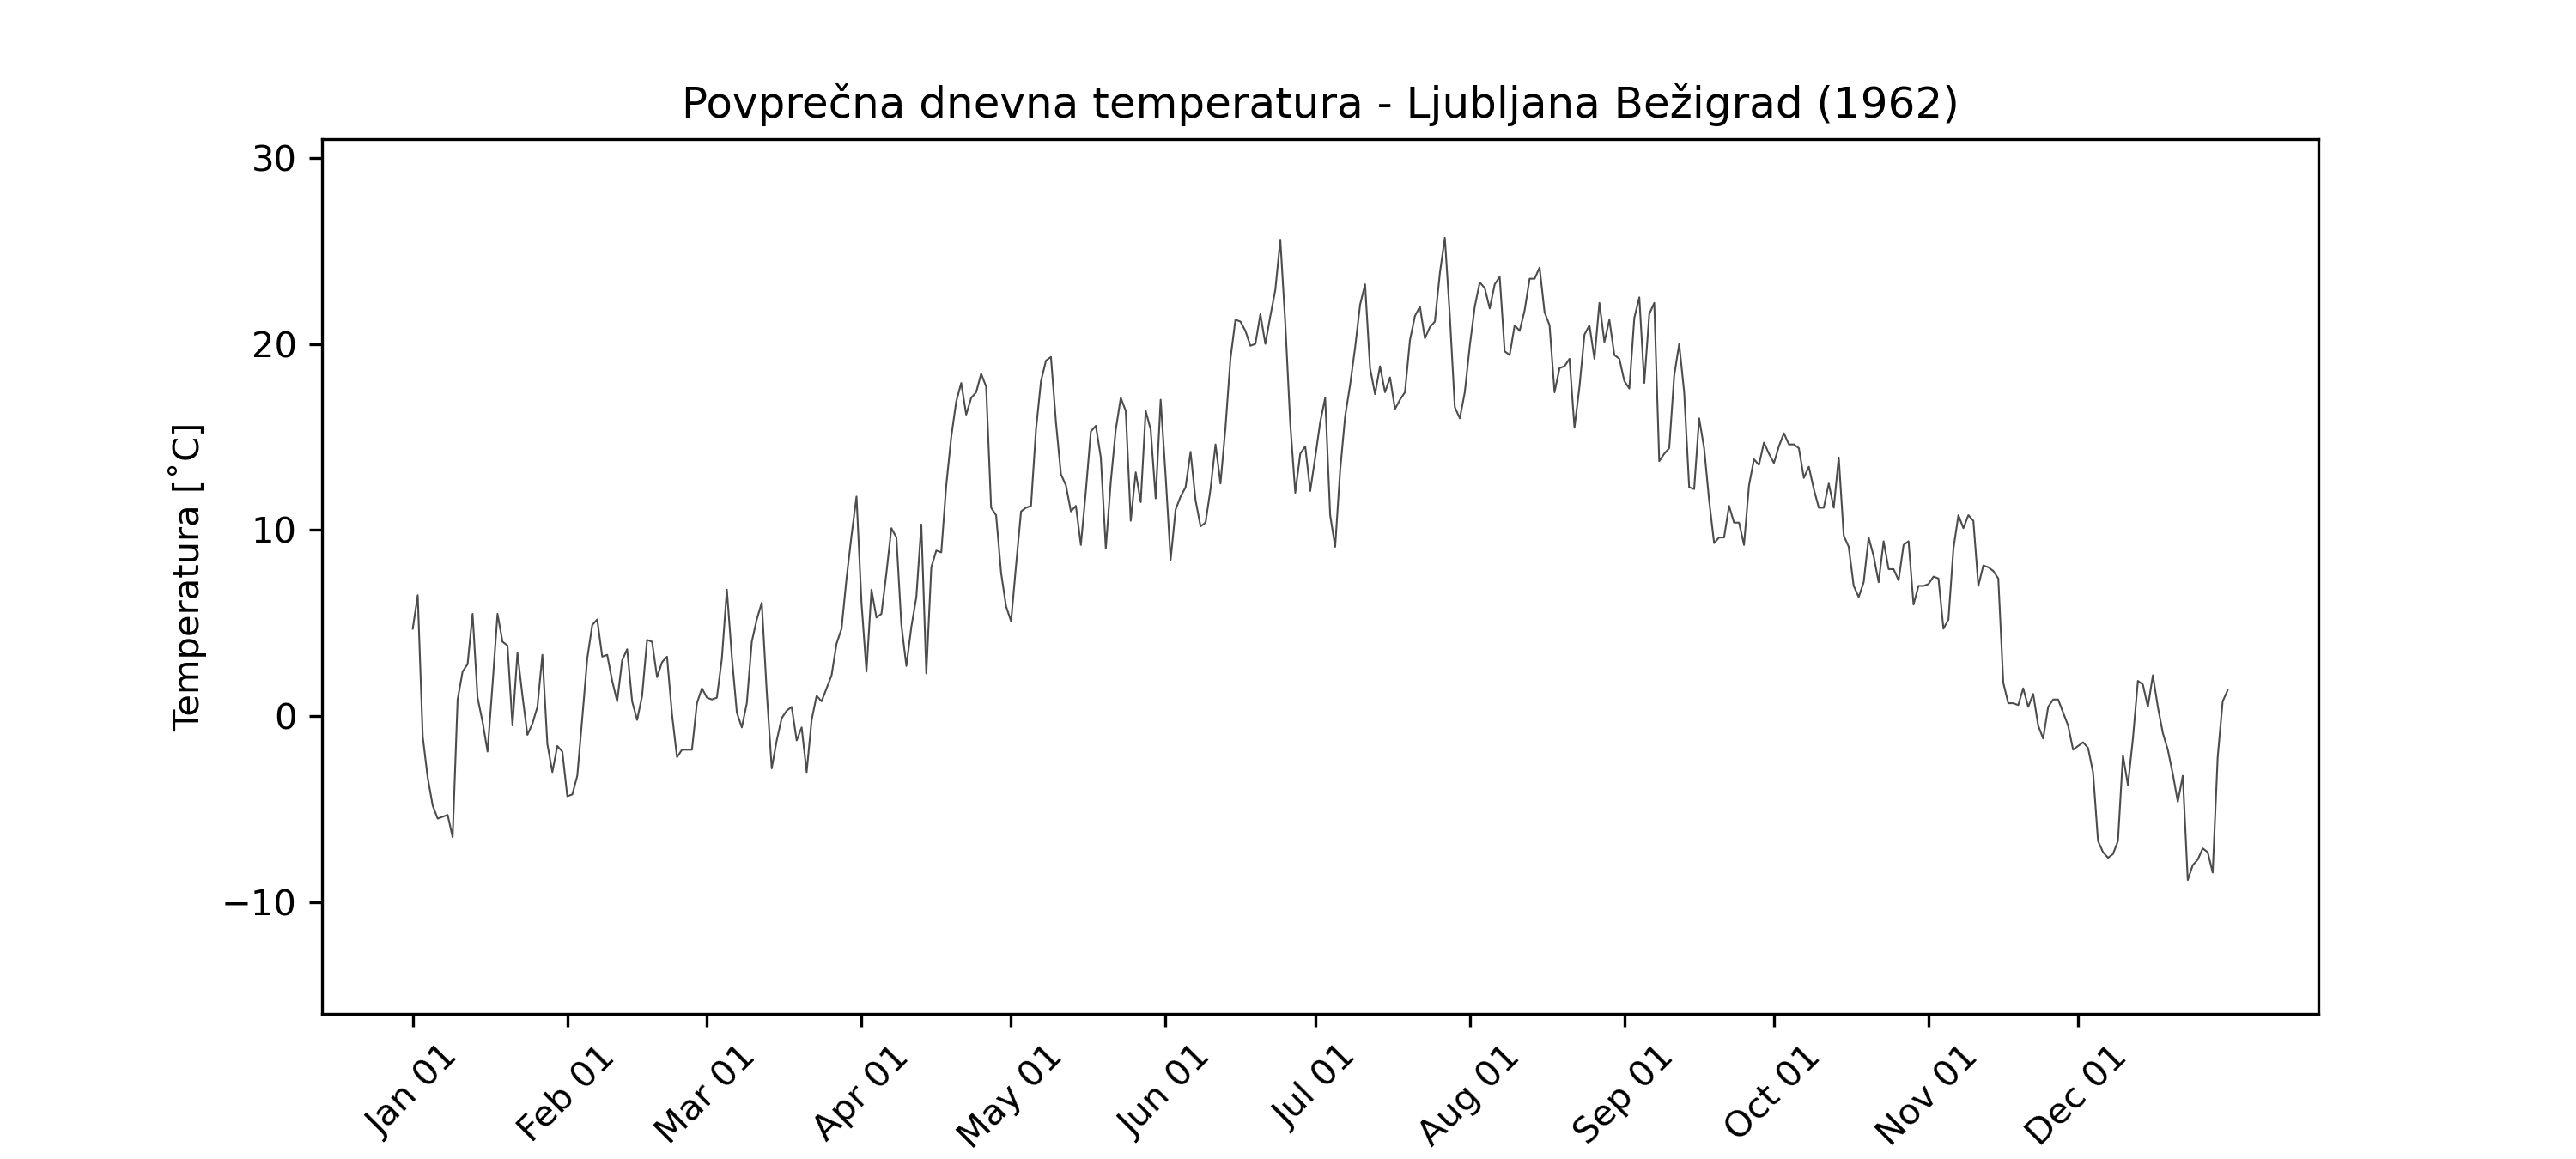 Povprečna dnevna temperatura - Ljubljana Bežigrad (1962)
30
20
10
0
−10
Temperatura [˚C]
Jan 01
Feb 01
Mar 01
Apr 01
May 01
Jun 01
Jul 01
Aug 01
Sep 01
Oct 01
Nov 01
Dec 01